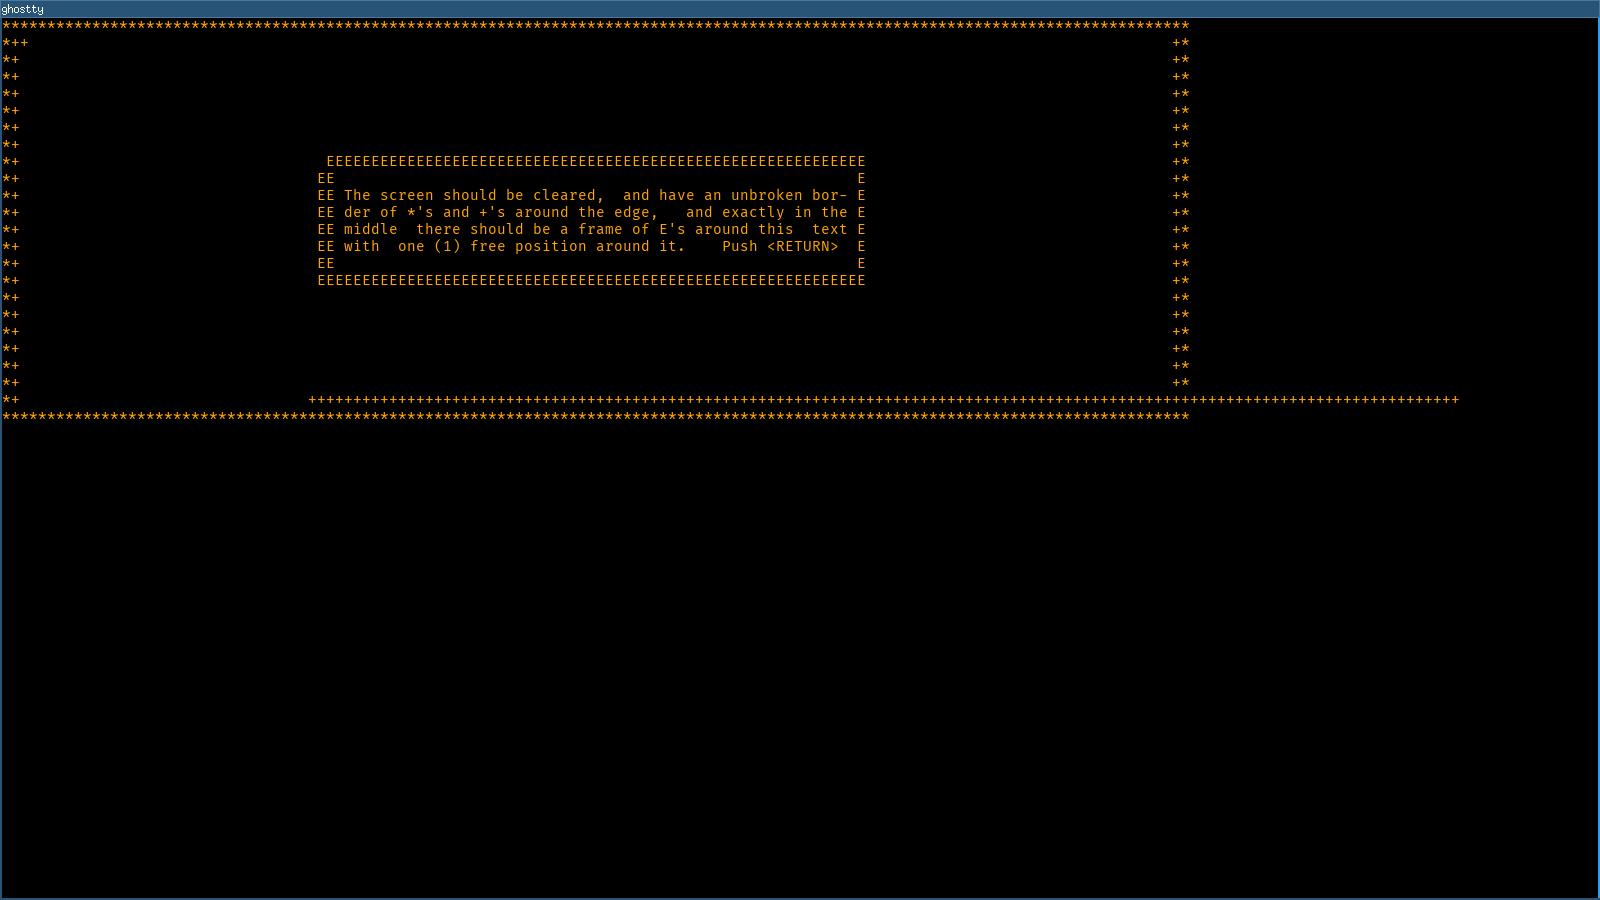 ************************************************************************************************************************************
*++ +*
*+ +*
*+ +*
*+ +*
*+ +*
*+ +*
*+ +*
*+ EEEEEEEEEEEEEEEEEEEEEEEEEEEEEEEEEEEEEEEEEEEEEEEEEEEEEEEEEEEE +*
*+ EE E +*
*+ EE The screen should be cleared,  and have an unbroken bor- E +*
*+ EE der of *'s and +'s around the edge,   and exactly in the E +*
*+ EE middle  there should be a frame of E's around this  text E +*
*+ EE with  one (1) free position around it.    Push <RETURN>  E +*
*+ EE E +*
*+ EEEEEEEEEEEEEEEEEEEEEEEEEEEEEEEEEEEEEEEEEEEEEEEEEEEEEEEEEEEEE +*
*+ +*
*+ +*
*+ +*
*+ +*
*+ +*
*+ +*
*+ ++++++++++++++++++++++++++++++++++++++++++++++++++++++++++++++++++++++++++++++++++++++++++++++++++++++++++++++++++++++++++++++++
************************************************************************************************************************************
ghostty